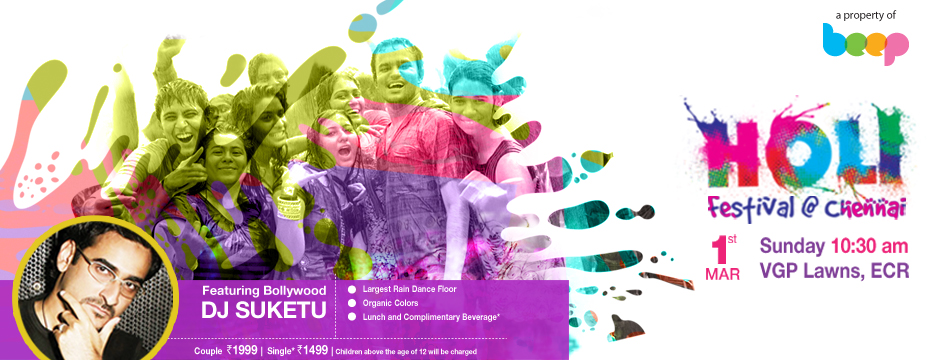 a property of
beep
HOLI
Festival @ Chennai
1st MAR
Sunday 10:30 am
VGP Lawns, ECR
Featuring Bollywood
DJ SUKETU
Largest Rain Dance Floor
Organic Colors
Lunch and Complimentary Beverage*
Couple ₹1999 | Single* ₹1499 | Children above the age of 12 will be charged